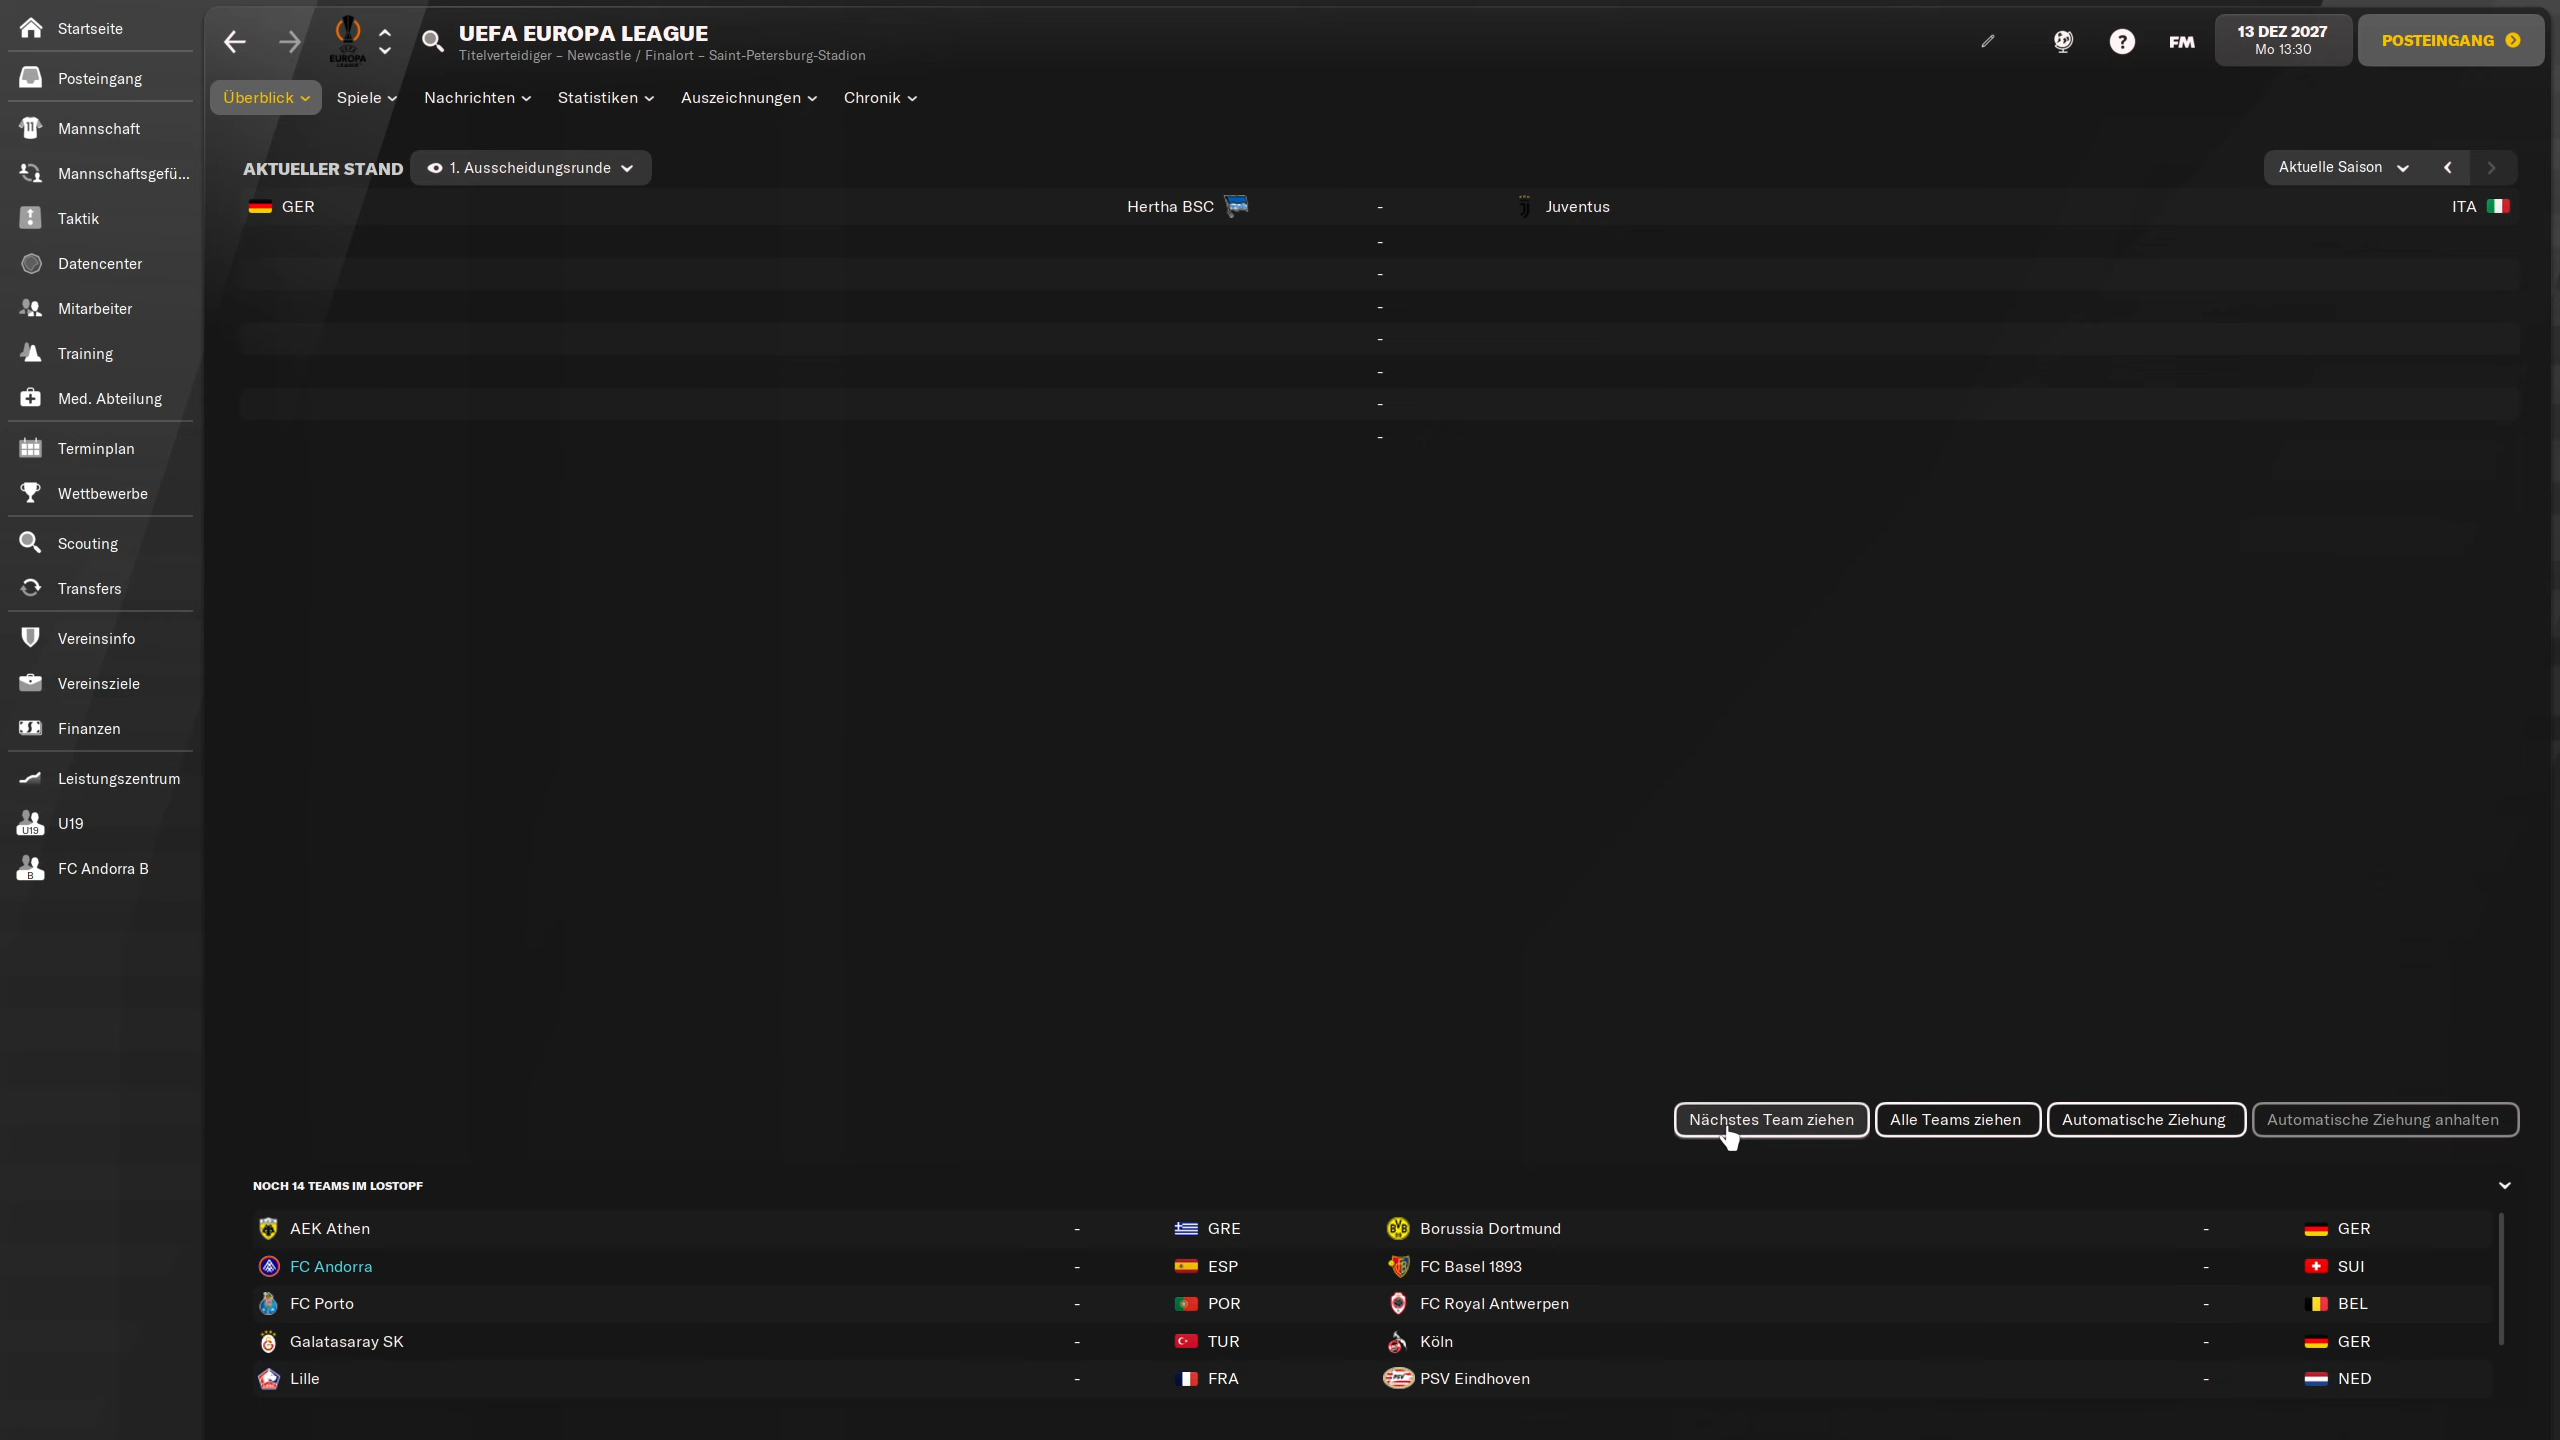 Startseite
Posteingang
Mannschaft
Mannschaftsgefü...
Taktik
Datencenter
Mitarbeiter
Training
Med. Abteilung
Terminplan
Wettbewerbe
Scouting
Transfers
Vereinsinfo
Vereinsziele
Finanzen
Leistungszentrum
U19 U19
B FC Andorra B
EUROPA
LEAGUE
UEFA EUROPA LEAGUE
Titelverteidiger – Newcastle / Finalort – Saint-Petersburg-Stadion
? FM
13 DEZ 2027
Mo 13:30
POSTEINGANG
Überblick Spiele Nachrichten Statistiken Auszeichnungen Chronik
AKTUELLER STAND 1. Ausscheidungsrunde Aktuelle Saison
GER Hertha BSC - Juventus ITA
-
-
-
-
-
-
-
Nächstes Team ziehen Alle Teams ziehen Automatische Ziehung Automatische Ziehung anhalten
NOCH 14 TEAMS IM LOSTOPF
AEK Athen - GRE Borussia Dortmund - GER
FC Andorra - ESP FC Basel 1893 - SUI
FC Porto - POR FC Royal Antwerpen - BEL
Galatasaray SK - TUR Köln - GER
Lille - FRA PSV Eindhoven - NED